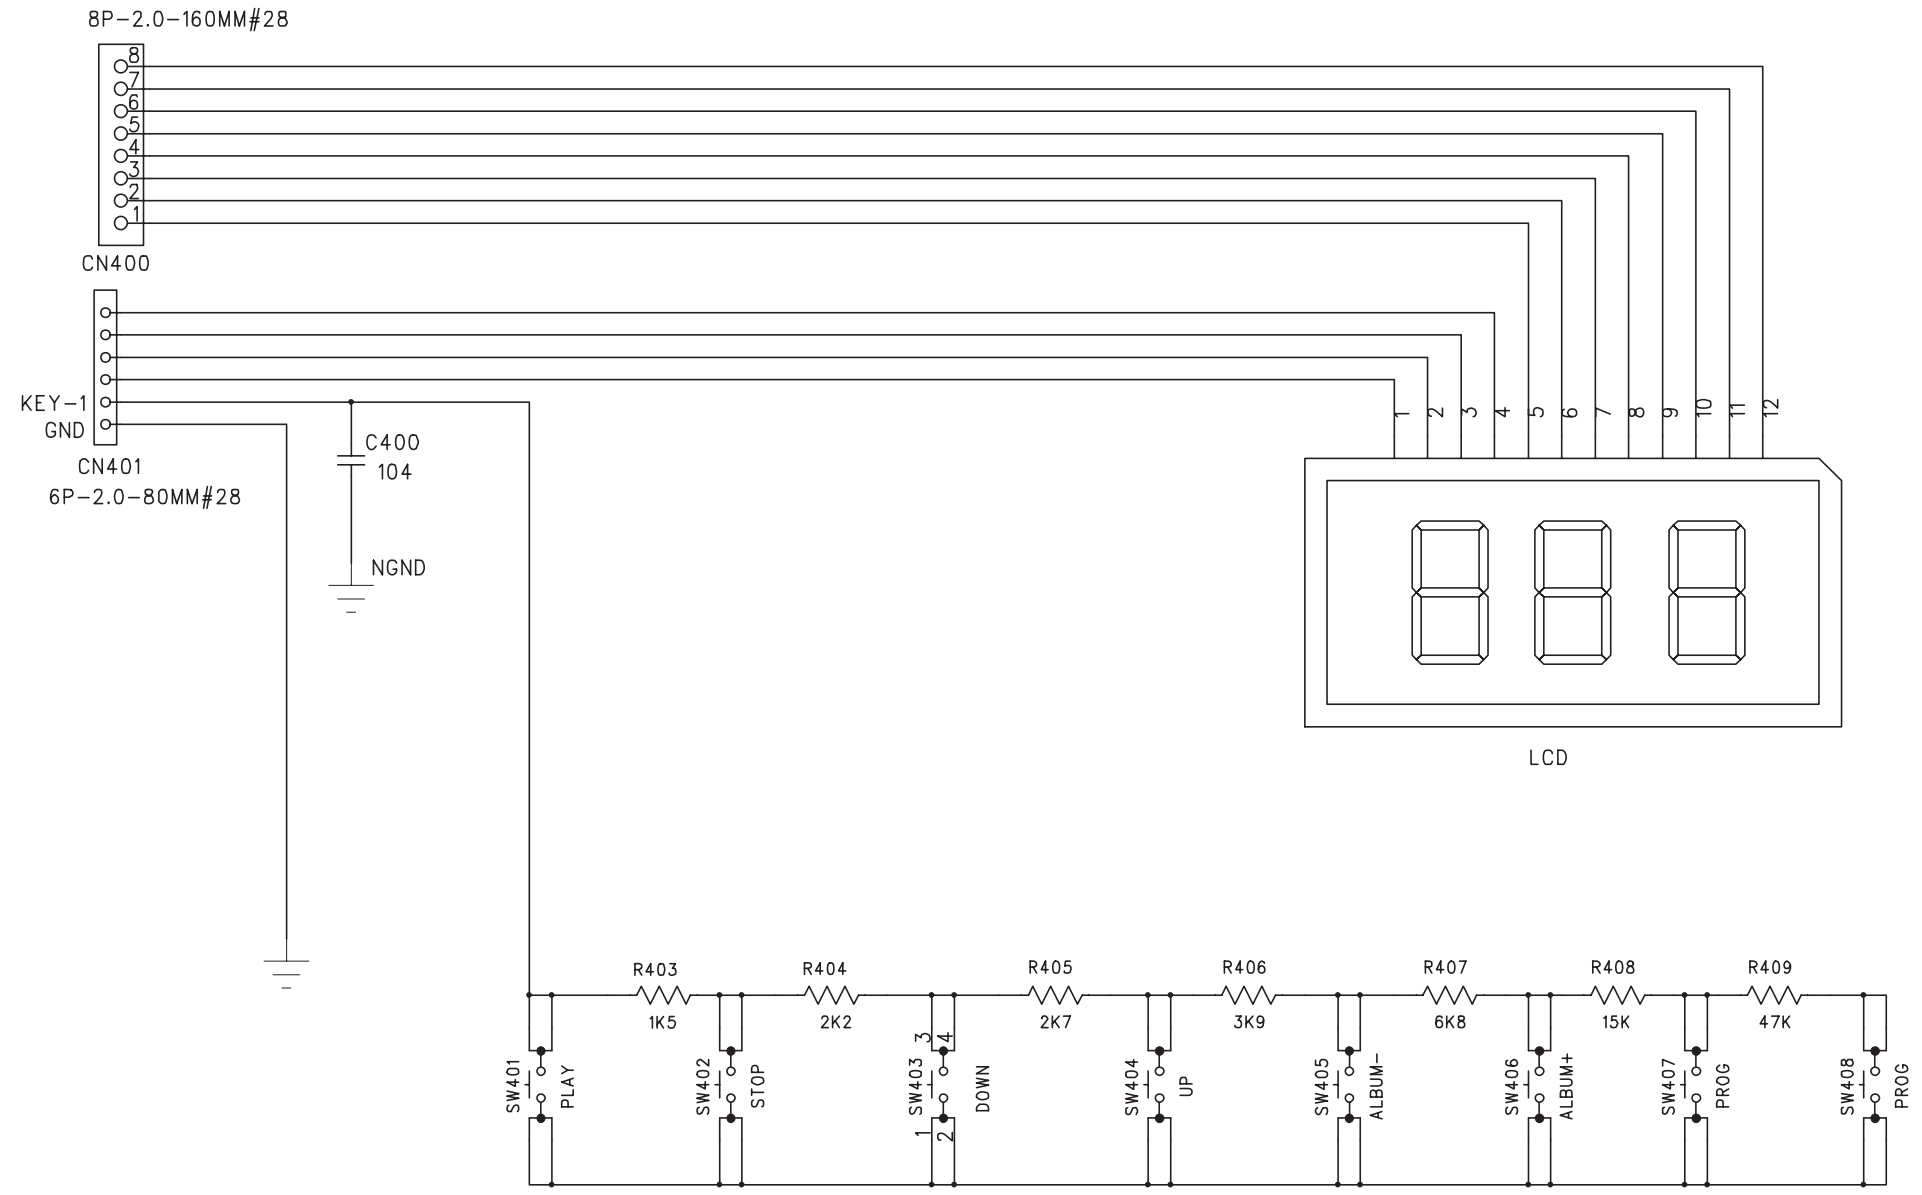 8P-2.0-160MM#28
8
7
6
5
4
3
2
1
CN400
KEY-1
GND
CN401
6P-2.0-80MM#28
C400
104
NGND
1
2
3
4
5
6
7
8
9
10
11
12
LCD
R403
1K5
R404
2K2
R405
2K7
R406
3K9
R407
6K8
R408
15K
R409
47K
SW401
PLAY
SW402
STOP
3
4
SW403
DOWN
1
2
SW404
UP
SW405
ALBUM-
SW406
ALBUM+
SW407
PROG
SW408
PROG